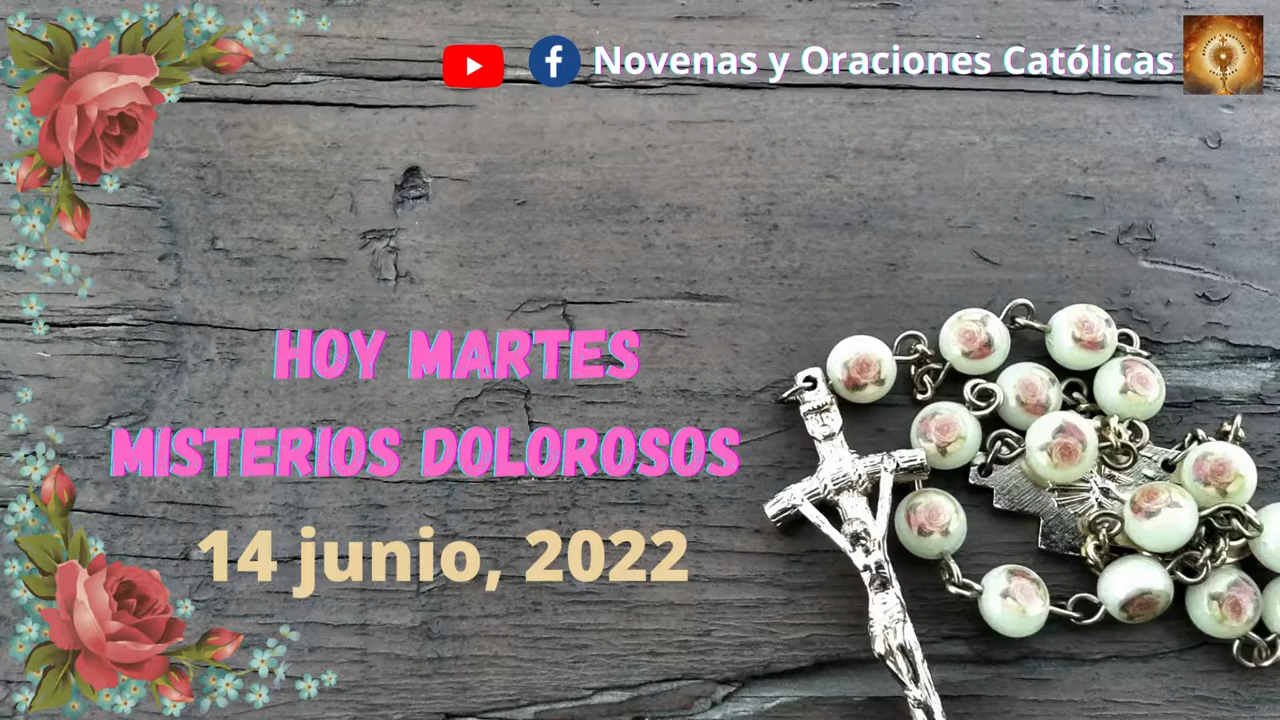 Novenas y Oraciones Católicas
HOY MARTES
MISTERIOS DOLOROSOS
14 junio, 2022